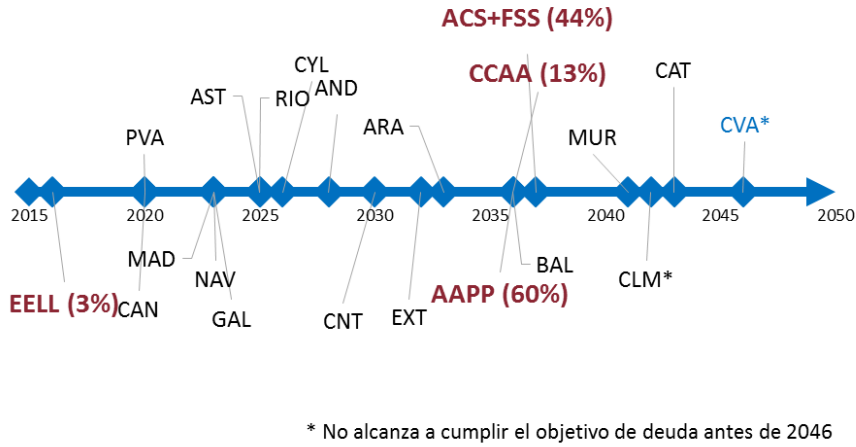 ACS+FSS (44%)
CYL
CCAA (13%)
CAT
AST
RIO
AND
ARA
PVA
MUR
CVA*
2015
2020
2025
2030
2035
2040
2045
2050
MAD
NAV
BAL
CLM*
EELL (3%)
CAN
GAL
CNT
EXT
AAPP (60%)
* No alcanza a cumplir el objetivo de deuda antes de 2046